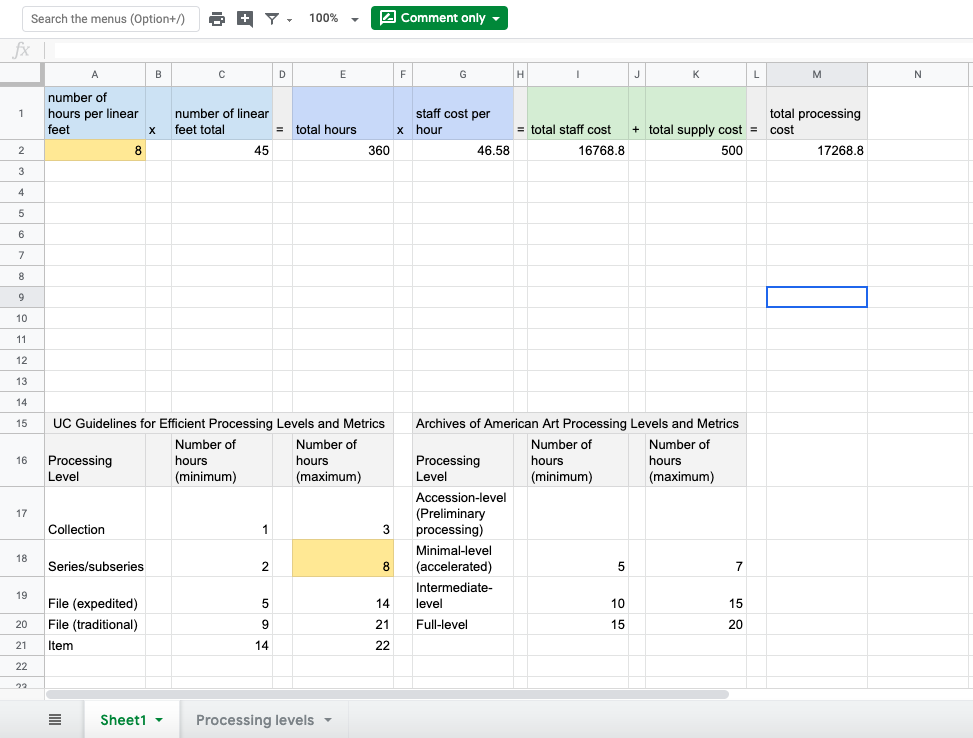 Search the menus (Option+/)
100%
Comment only
fx
A B C D E F G H I J K L M N
1
number of
hours per linear
feet
x
number of linear
feet total
=
total hours
x
staff cost per
hour
=
total staff cost
+
total supply cost
=
total processing
cost
2 8 45 360 46.58 16768.8 500 17268.8
3
4
5
6
7
8
9
10
11
12
13
14
15 UC Guidelines for Efficient Processing Levels and Metrics Archives of American Art Processing Levels and Metrics
16
Processing
Level
Number of
hours
(minimum)
Number of
hours
(maximum)
Processing
Level
Number of
hours
(minimum)
Number of
hours
(maximum)
17
Collection 1 3
Accession-level
(Preliminary
processing)
18
Series/subseries 2 8
Minimal-level
(accelerated) 5 7
19
File (expedited) 5 14
Intermediate-
level 10 15
20 File (traditional) 9 21 Full-level 15 20
21 Item 14 22
22
23
Sheet1 Processing levels